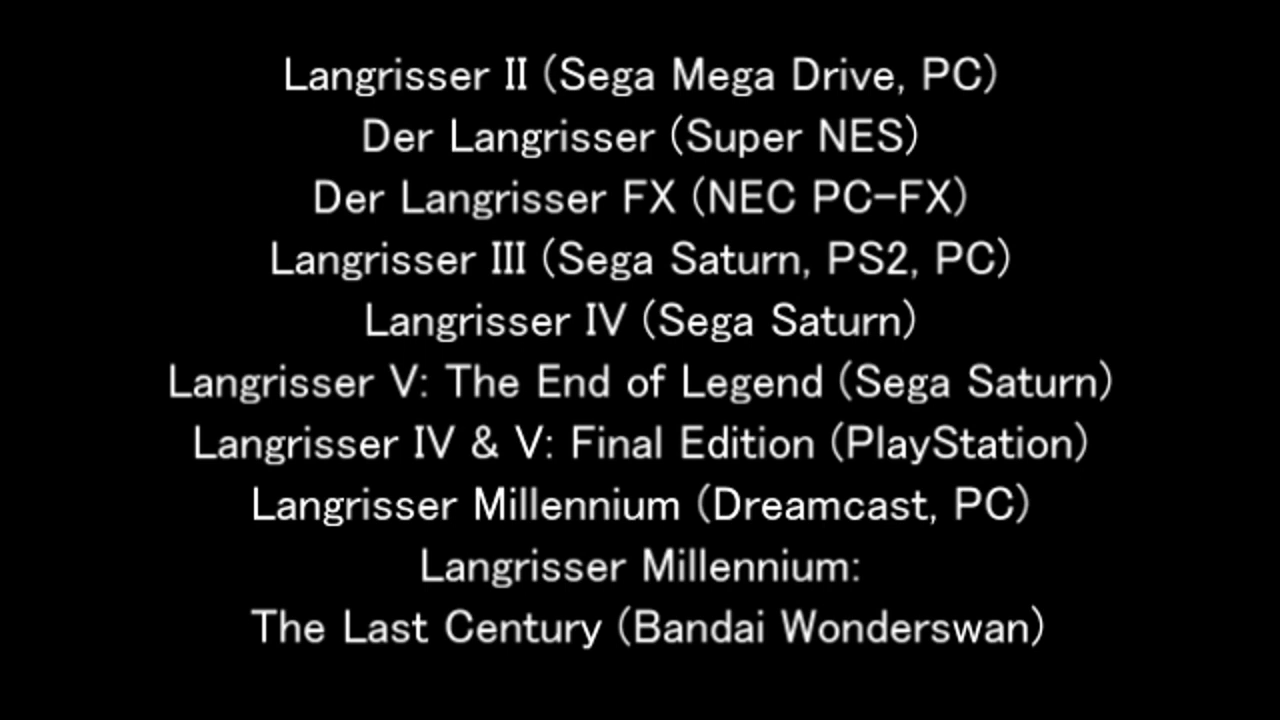 Langrisser II (Sega Mega Drive, PC)
Der Langrisser (Super NES)
Der Langrisser FX (NEC PC-FX)
Langrisser III (Sega Saturn, PS2, PC)
Langrisser IV (Sega Saturn)
Langrisser V: The End of Legend (Sega Saturn)
Langrisser IV & V: Final Edition (PlayStation)
Langrisser Millennium (Dreamcast, PC)
Langrisser Millennium:
The Last Century (Bandai Wonderswan)